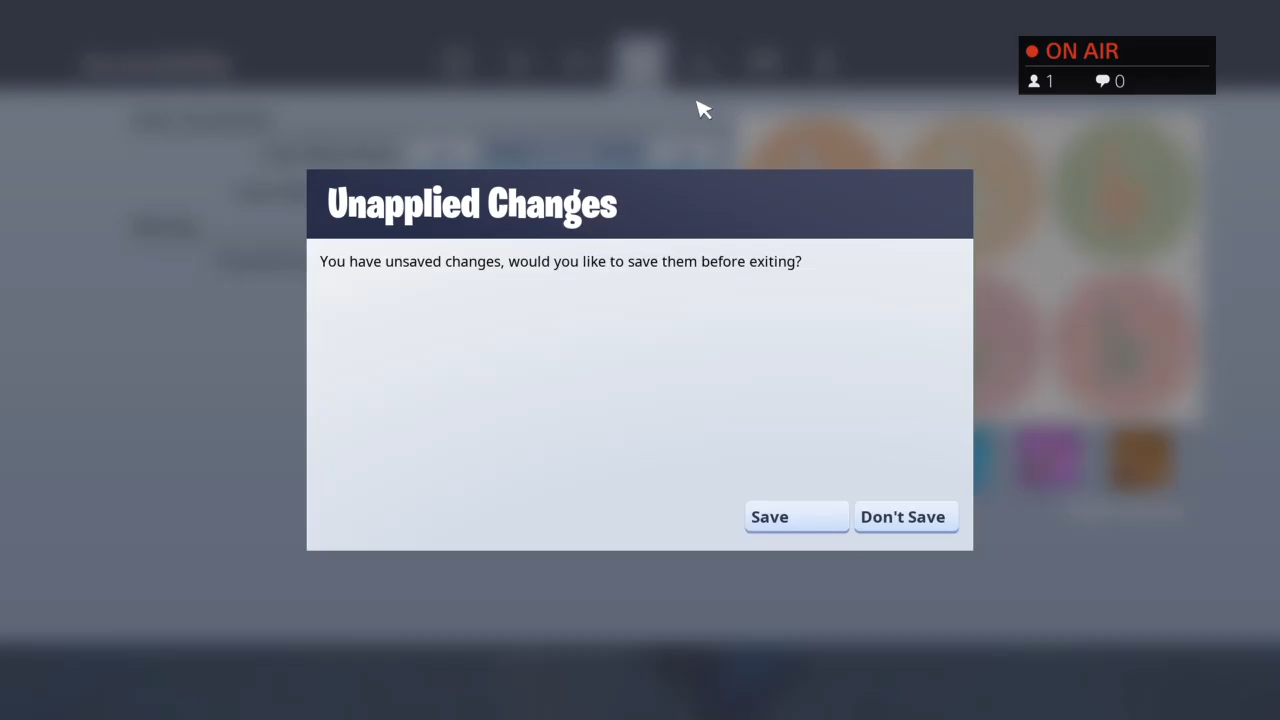 ON AIR
1 0
Unapplied Changes
You have unsaved changes, would you like to save them before exiting?
Save Don't Save